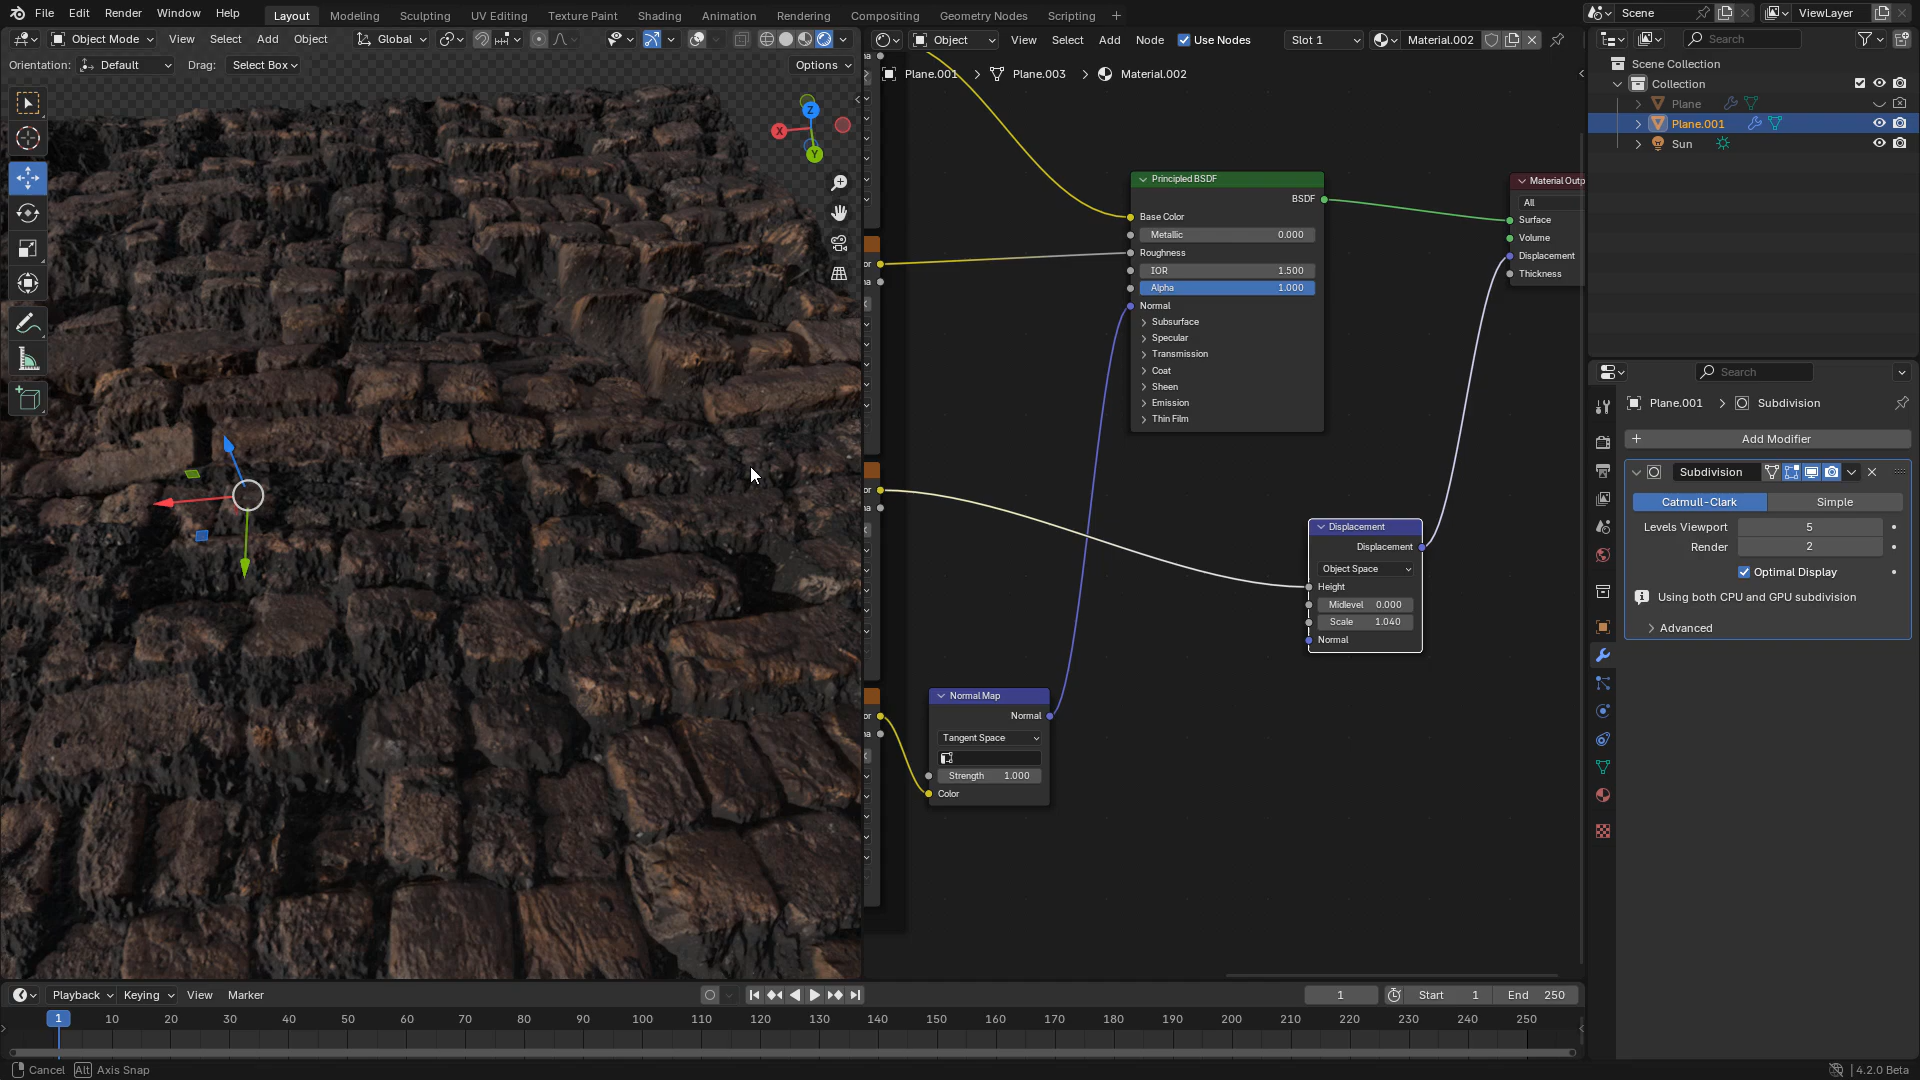 File Edit Render Window Help Layout Modeling Sculpting UV Editing Texture Paint Shading Animation Rendering Compositing Geometry Nodes Scripting + Scene ViewLayer
Object Mode View Select Add Object Global Object View Select Add Node Use Nodes Slot 1 Material.002 Search
Orientation: Default Drag: Select Box Options
Plane.001 > Plane.003 > Material.002
Scene Collection
Collection
Plane
Plane.001
Sun
Z
X
Y
Principled BSDF
BSDF
Base Color
Metallic 0.000
Roughness
IOR 1.500
Alpha 1.000
Normal
Subsurface
Specular
Transmission
Coat
Sheen
Emission
Thin Film
Material Outp
All
Surface
Volume
Displacement
Thickness
or
or
a
or
a
or
a
Displacement
Displacement
Object Space
Height
Midlevel 0.000
Scale 1.040
Normal
Normal Map
Normal
Tangent Space
Strength 1.000
Color
Search
Plane.001 > Subdivision
+ Add Modifier
Subdivision
Catmull-Clark Simple
Levels Viewport 5
Render 2
Optimal Display
Using both CPU and GPU subdivision
Advanced
Playback Keying View Marker 1 Start 1 End 250
1 10 20 30 40 50 60 70 80 90 100 110 120 130 140 150 160 170 180 190 200 210 220 230 240 250
Cancel Alt Axis Snap 4.2.0 Beta